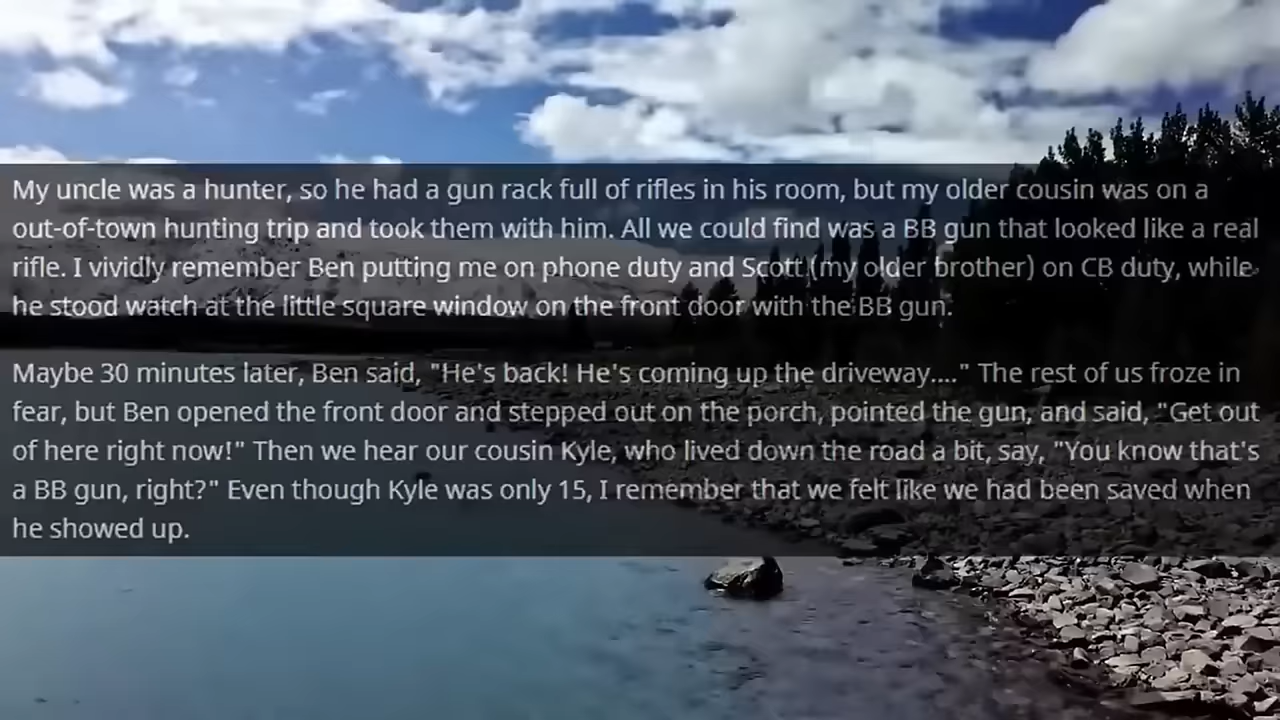 My uncle was a hunter, so he had a gun rack full of rifles in his room, but my older cousin was on a
out-of-town hunting trip and took them with him. All we could find was a BB gun that looked like a real
rifle. I vividly remember Ben putting me on phone duty and Scott (my older brother) on CB duty, while
he stood watch at the little square window on the front door with the BB gun.
Maybe 30 minutes later, Ben said, "He's back! He's coming up the driveway...." The rest of us froze in
fear, but Ben opened the front door and stepped out on the porch, pointed the gun, and said, "Get out
of here right now!" Then we hear our cousin Kyle, who lived down the road a bit, say, "You know that's
a BB gun, right?" Even though Kyle was only 15, I remember that we felt like we had been saved when
he showed up.